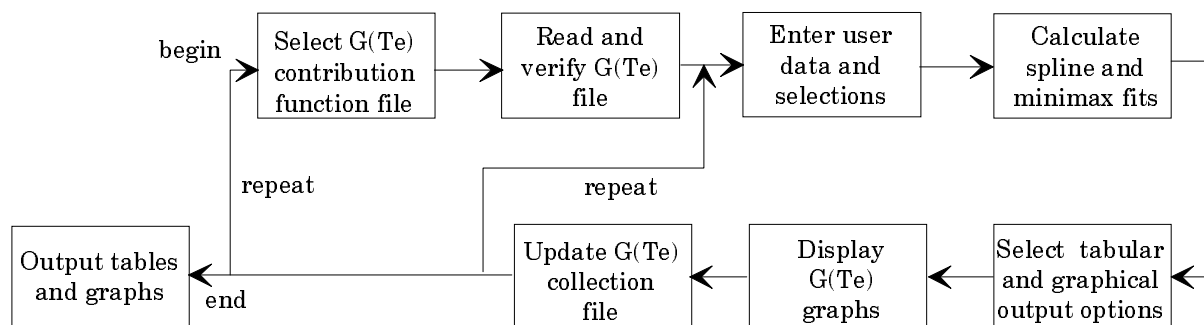 begin
Select G(Te)
contribution
function file
Read and
verify G(Te)
file
Enter user
data and
selections
Calculate
spline and
minimax fits
repeat
repeat
Output tables
and graphs
end
Update G(Te)
collection
file
Display
G(Te)
graphs
Select tabular
and graphical
output options